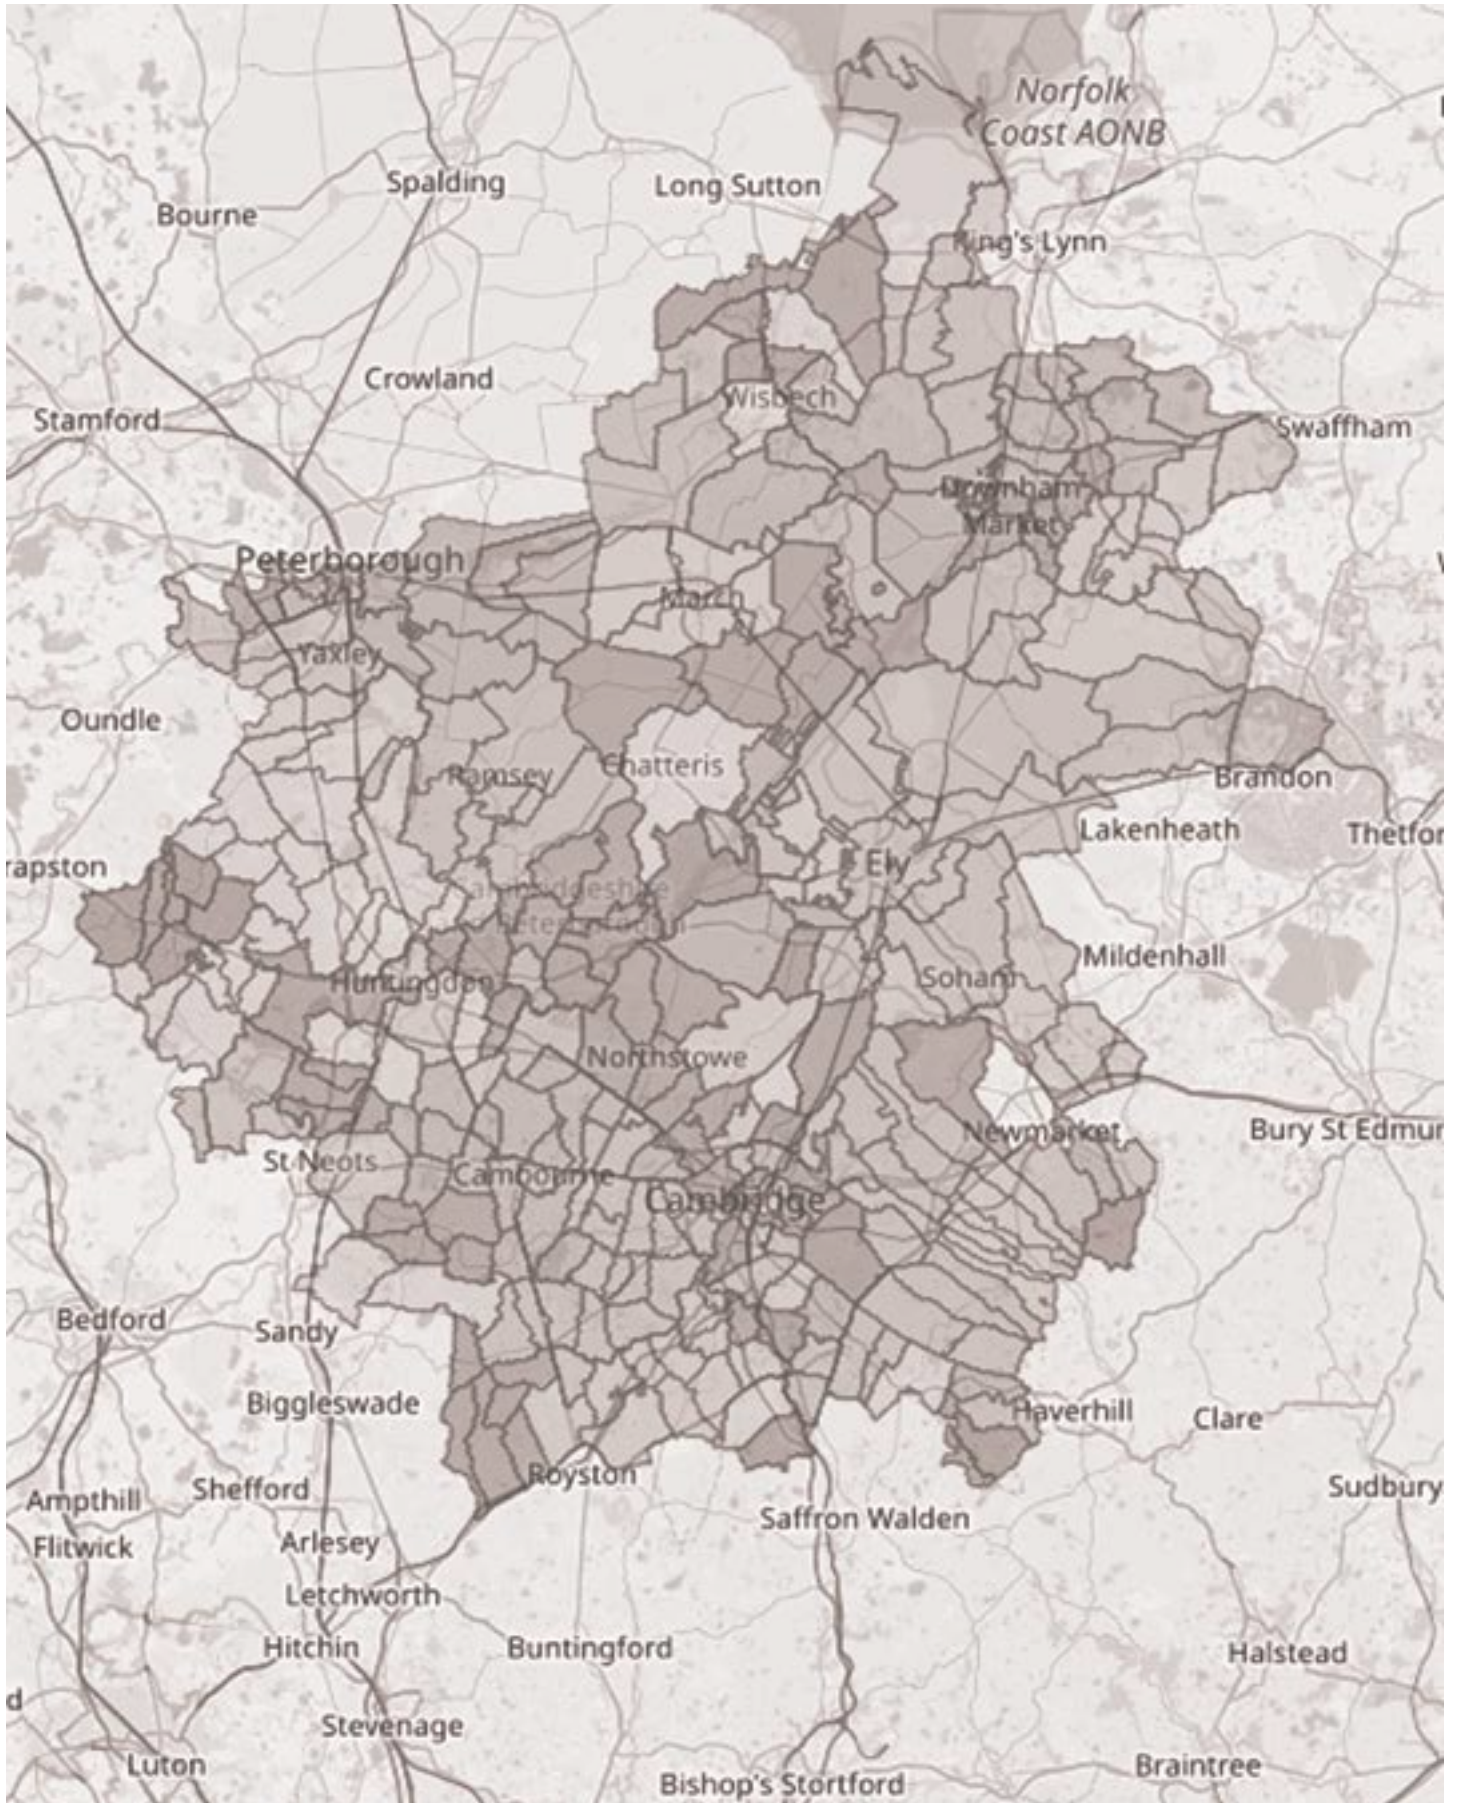 Norfolk
Coast AONB
Spalding
Long Sutton
Bourne
King's Lynn
Crowland
Wisbech
Stamford
Swaffham
Downham
Market
Peterborough
March
Yaxley
Oundle
Chatteris
Ramsey
Brandon
Lakenheath
Thetfor
Ely
rapston
Cambridgeshire
Peterborough
Mildenhall
Soham
Huntingdon
Northstowe
Newmarket
Bury St Edmur
St Neots
Cambourne
Cambridge
Bedford
Sandy
Biggleswade
Haverhill
Clare
Royston
Shefford
Ampthill
Sudbury
Saffron Walden
Flitwick
Arlesey
Letchworth
Hitchin
Buntingford
Halstead
d
Stevenage
Luton
Braintree
Bishop's Stortford